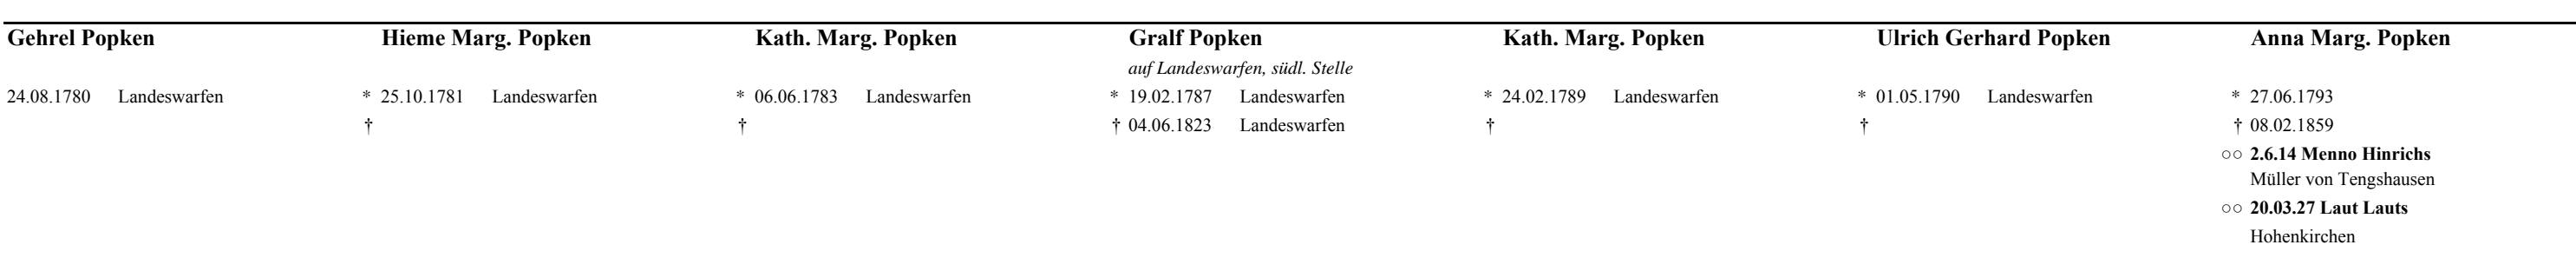 Gehrel Popken Hieme Marg. Popken Kath. Marg. Popken Gralf Popken Kath. Marg. Popken Ulrich Gerhard Popken Anna Marg. Popken
auf Landeswarfen, südl. Stelle
24.08.1780 Landeswarfen * 25.10.1781 Landeswarfen * 06.06.1783 Landeswarfen * 19.02.1787 Landeswarfen * 24.02.1789 Landeswarfen * 01.05.1790 Landeswarfen * 27.06.1793
† † † 04.06.1823 Landeswarfen † † † 08.02.1859
○○ 2.6.14 Menno Hinrichs
Müller von Tengshausen
○○ 20.03.27 Laut Lauts
Hohenkirchen